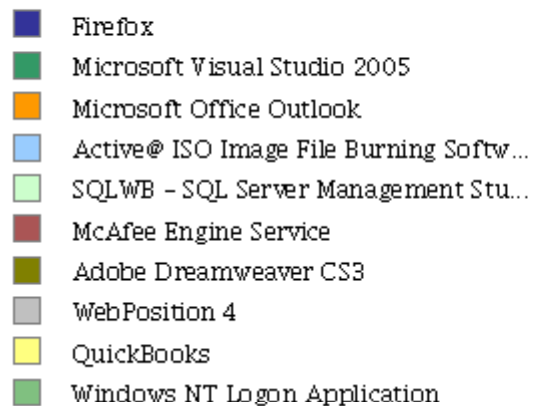 Firefox
Microsoft Visual Studio 2005
Microsoft Office Outlook
Active@ ISO Image File Burning Softw...
SQLWB - SQL Server Management Stu...
McAfee Engine Service
Adobe Dreamweaver CS3
WebPosition 4
QuickBooks
Windows NT Logon Application